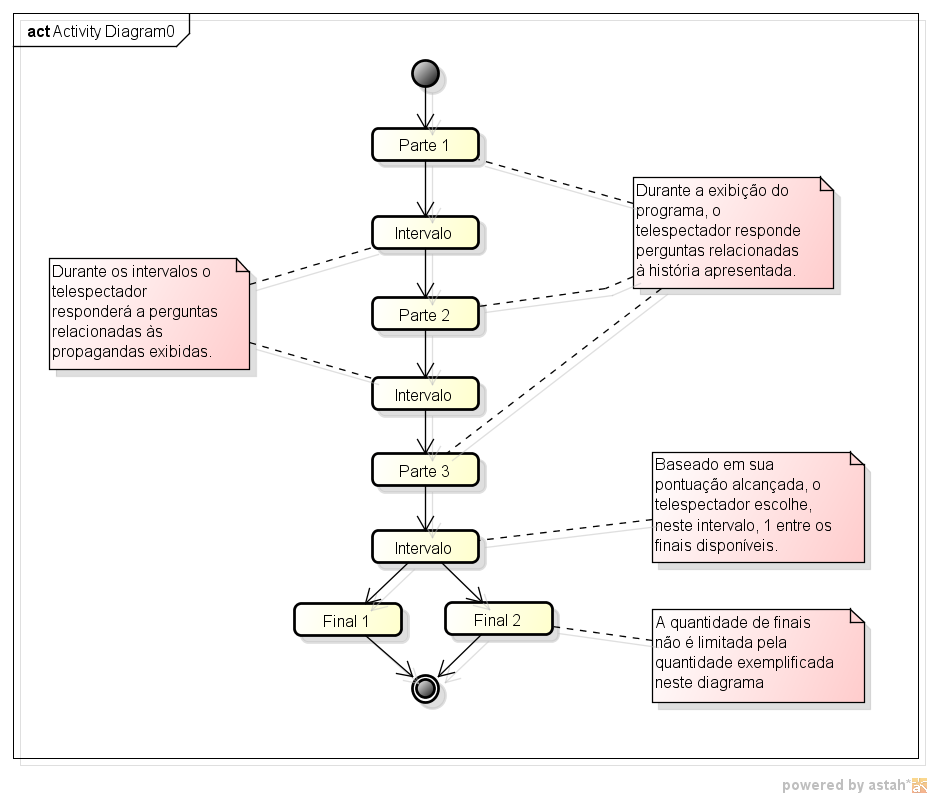 act Activity Diagram0
Parte 1
Durante a exibição do
programa, o
telespectador responde
perguntas relacionadas
à história apresentada.
Intervalo
Durante os intervalos o
telespectador
responderá a perguntas
relacionadas às
propagandas exibidas.
Parte 2
Intervalo
Parte 3
Baseado em sua
pontuação alcançada, o
telespectador escolhe,
neste intervalo, 1 entre os
finais disponíveis.
Intervalo
Final 1
Final 2
A quantidade de finais
não é limitada pela
quantidade exemplificada
neste diagrama
powered by astah*